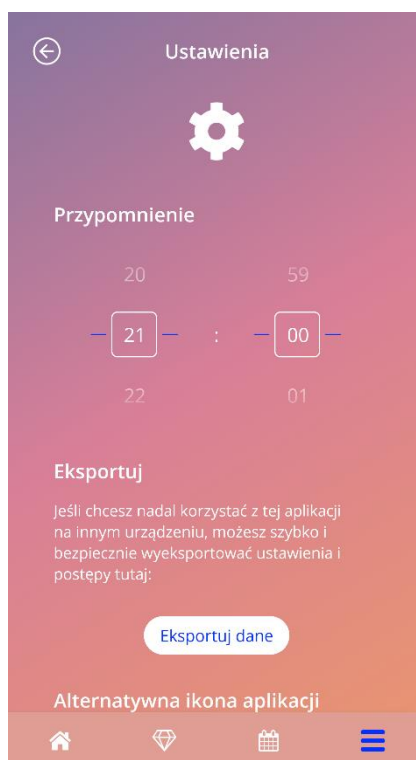 Ustawienia
Przypomnienie
20 59
21 : 00
22 01
Eksportuj
Jeśli chcesz nadal korzystać z tej aplikacji
na innym urządzeniu, możesz szybko i
bezpiecznie wyeksportować ustawienia i
postępy tutaj:
Eksportuj dane
Alternatywna ikona aplikacji